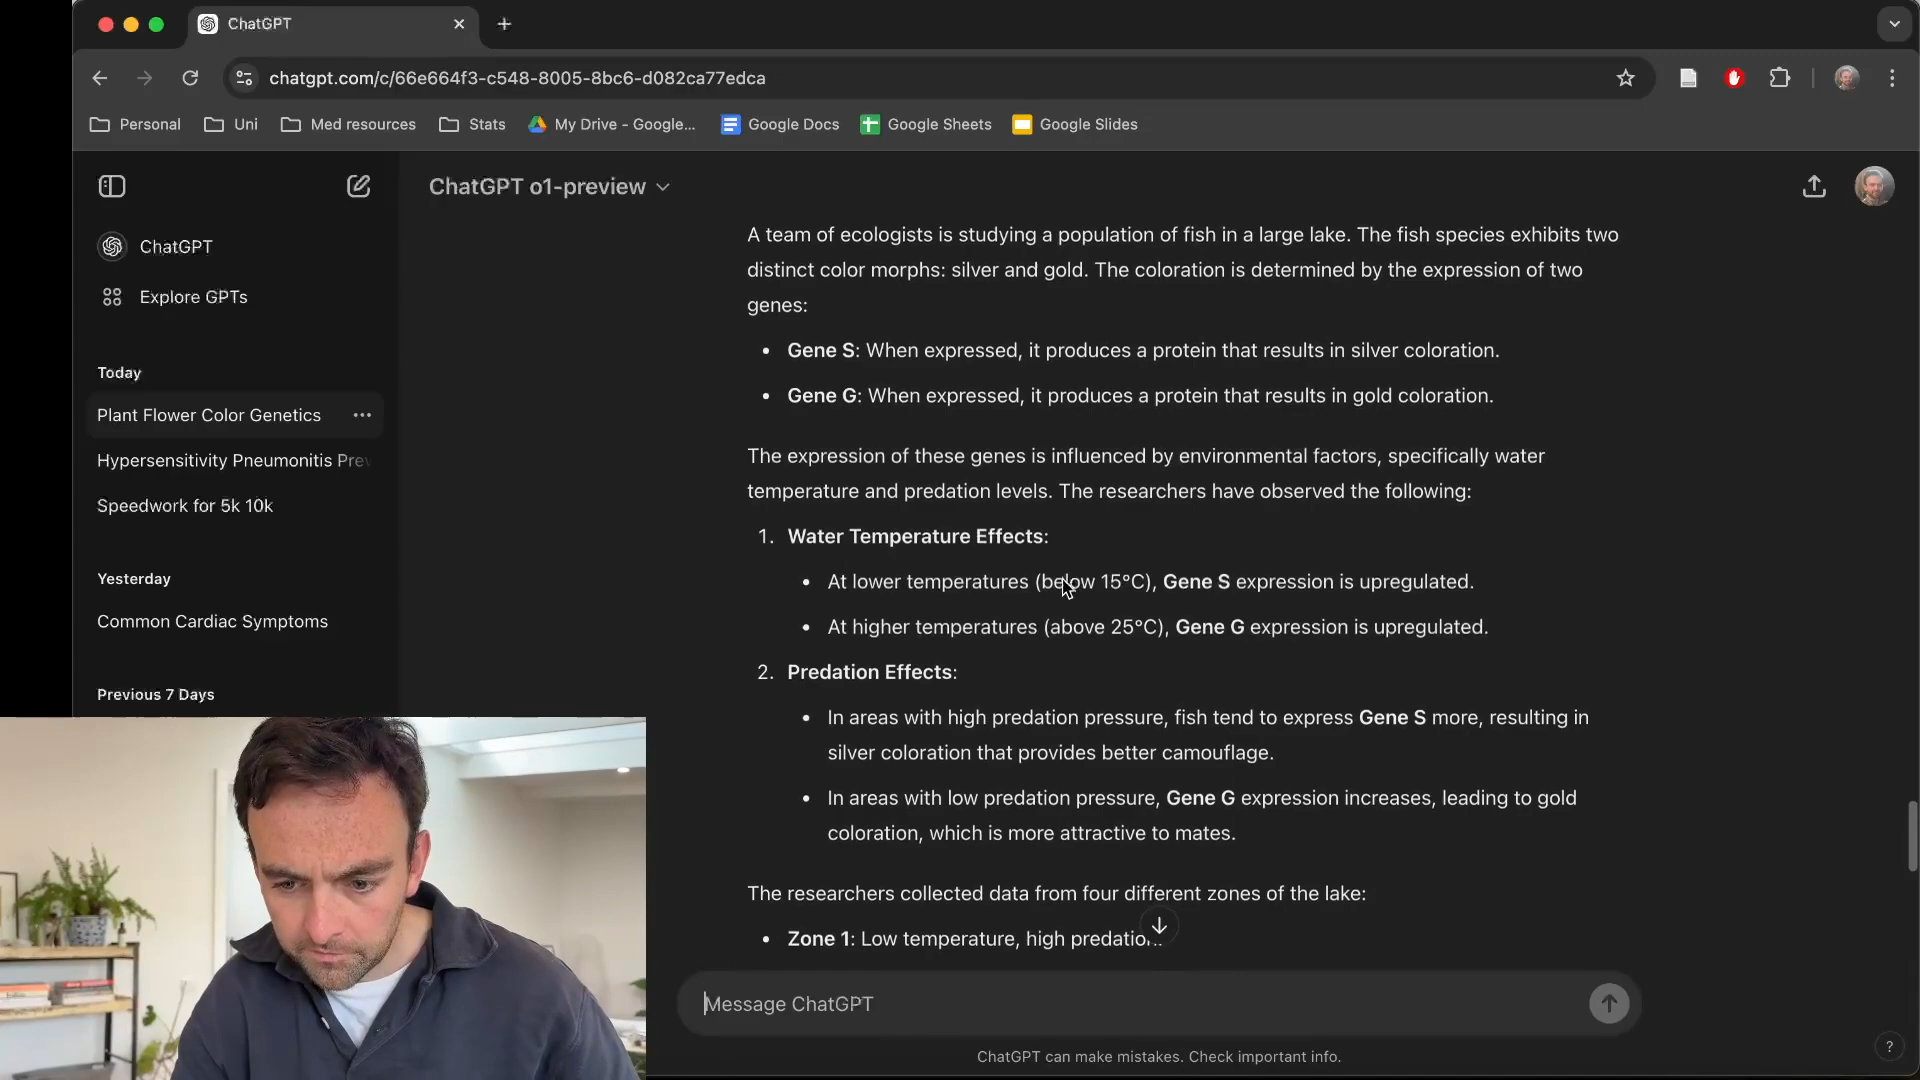 ChatGPT
chatgpt.com/c/66e664f3-c548-8005-8bc6-d082ca77edca
Personal
Uni
Med resources
Stats
My Drive - Google...
Google Docs
Google Sheets
Google Slides
ChatGPT o1-preview
ChatGPT
Explore GPTs
Today
Plant Flower Color Genetics
Hypersensitivity Pneumonitis Prev
Speedwork for 5k 10k
Yesterday
Common Cardiac Symptoms
Previous 7 Days
A team of ecologists is studying a population of fish in a large lake. The fish species exhibits two
distinct color morphs: silver and gold. The coloration is determined by the expression of two
genes:
• Gene S: When expressed, it produces a protein that results in silver coloration.
• Gene G: When expressed, it produces a protein that results in gold coloration.
The expression of these genes is influenced by environmental factors, specifically water
temperature and predation levels. The researchers have observed the following:
1. Water Temperature Effects:
• At lower temperatures (below 15°C), Gene S expression is upregulated.
• At higher temperatures (above 25°C), Gene G expression is upregulated.
2. Predation Effects:
• In areas with high predation pressure, fish tend to express Gene S more, resulting in
silver coloration that provides better camouflage.
• In areas with low predation pressure, Gene G expression increases, leading to gold
coloration, which is more attractive to mates.
The researchers collected data from four different zones of the lake:
• Zone 1: Low temperature, high predation.
Message ChatGPT
ChatGPT can make mistakes. Check important info.
?